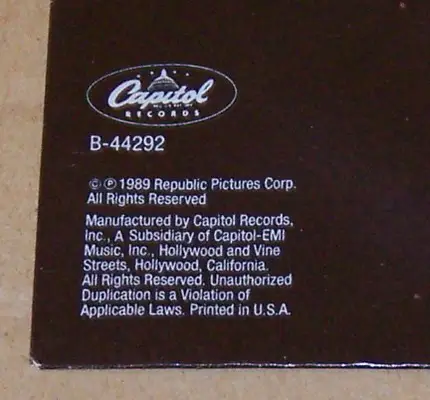 Capitol
RECORDS
B-44292
© ℗ 1989 Republic Pictures Corp.
All Rights Reserved
Manufactured by Capitol Records,
Inc., A Subsidiary of Capitol-EMI
Music, Inc., Hollywood and Vine
Streets, Hollywood, California.
All Rights Reserved. Unauthorized
Duplication is a Violation of
Applicable Laws. Printed in U.S.A.